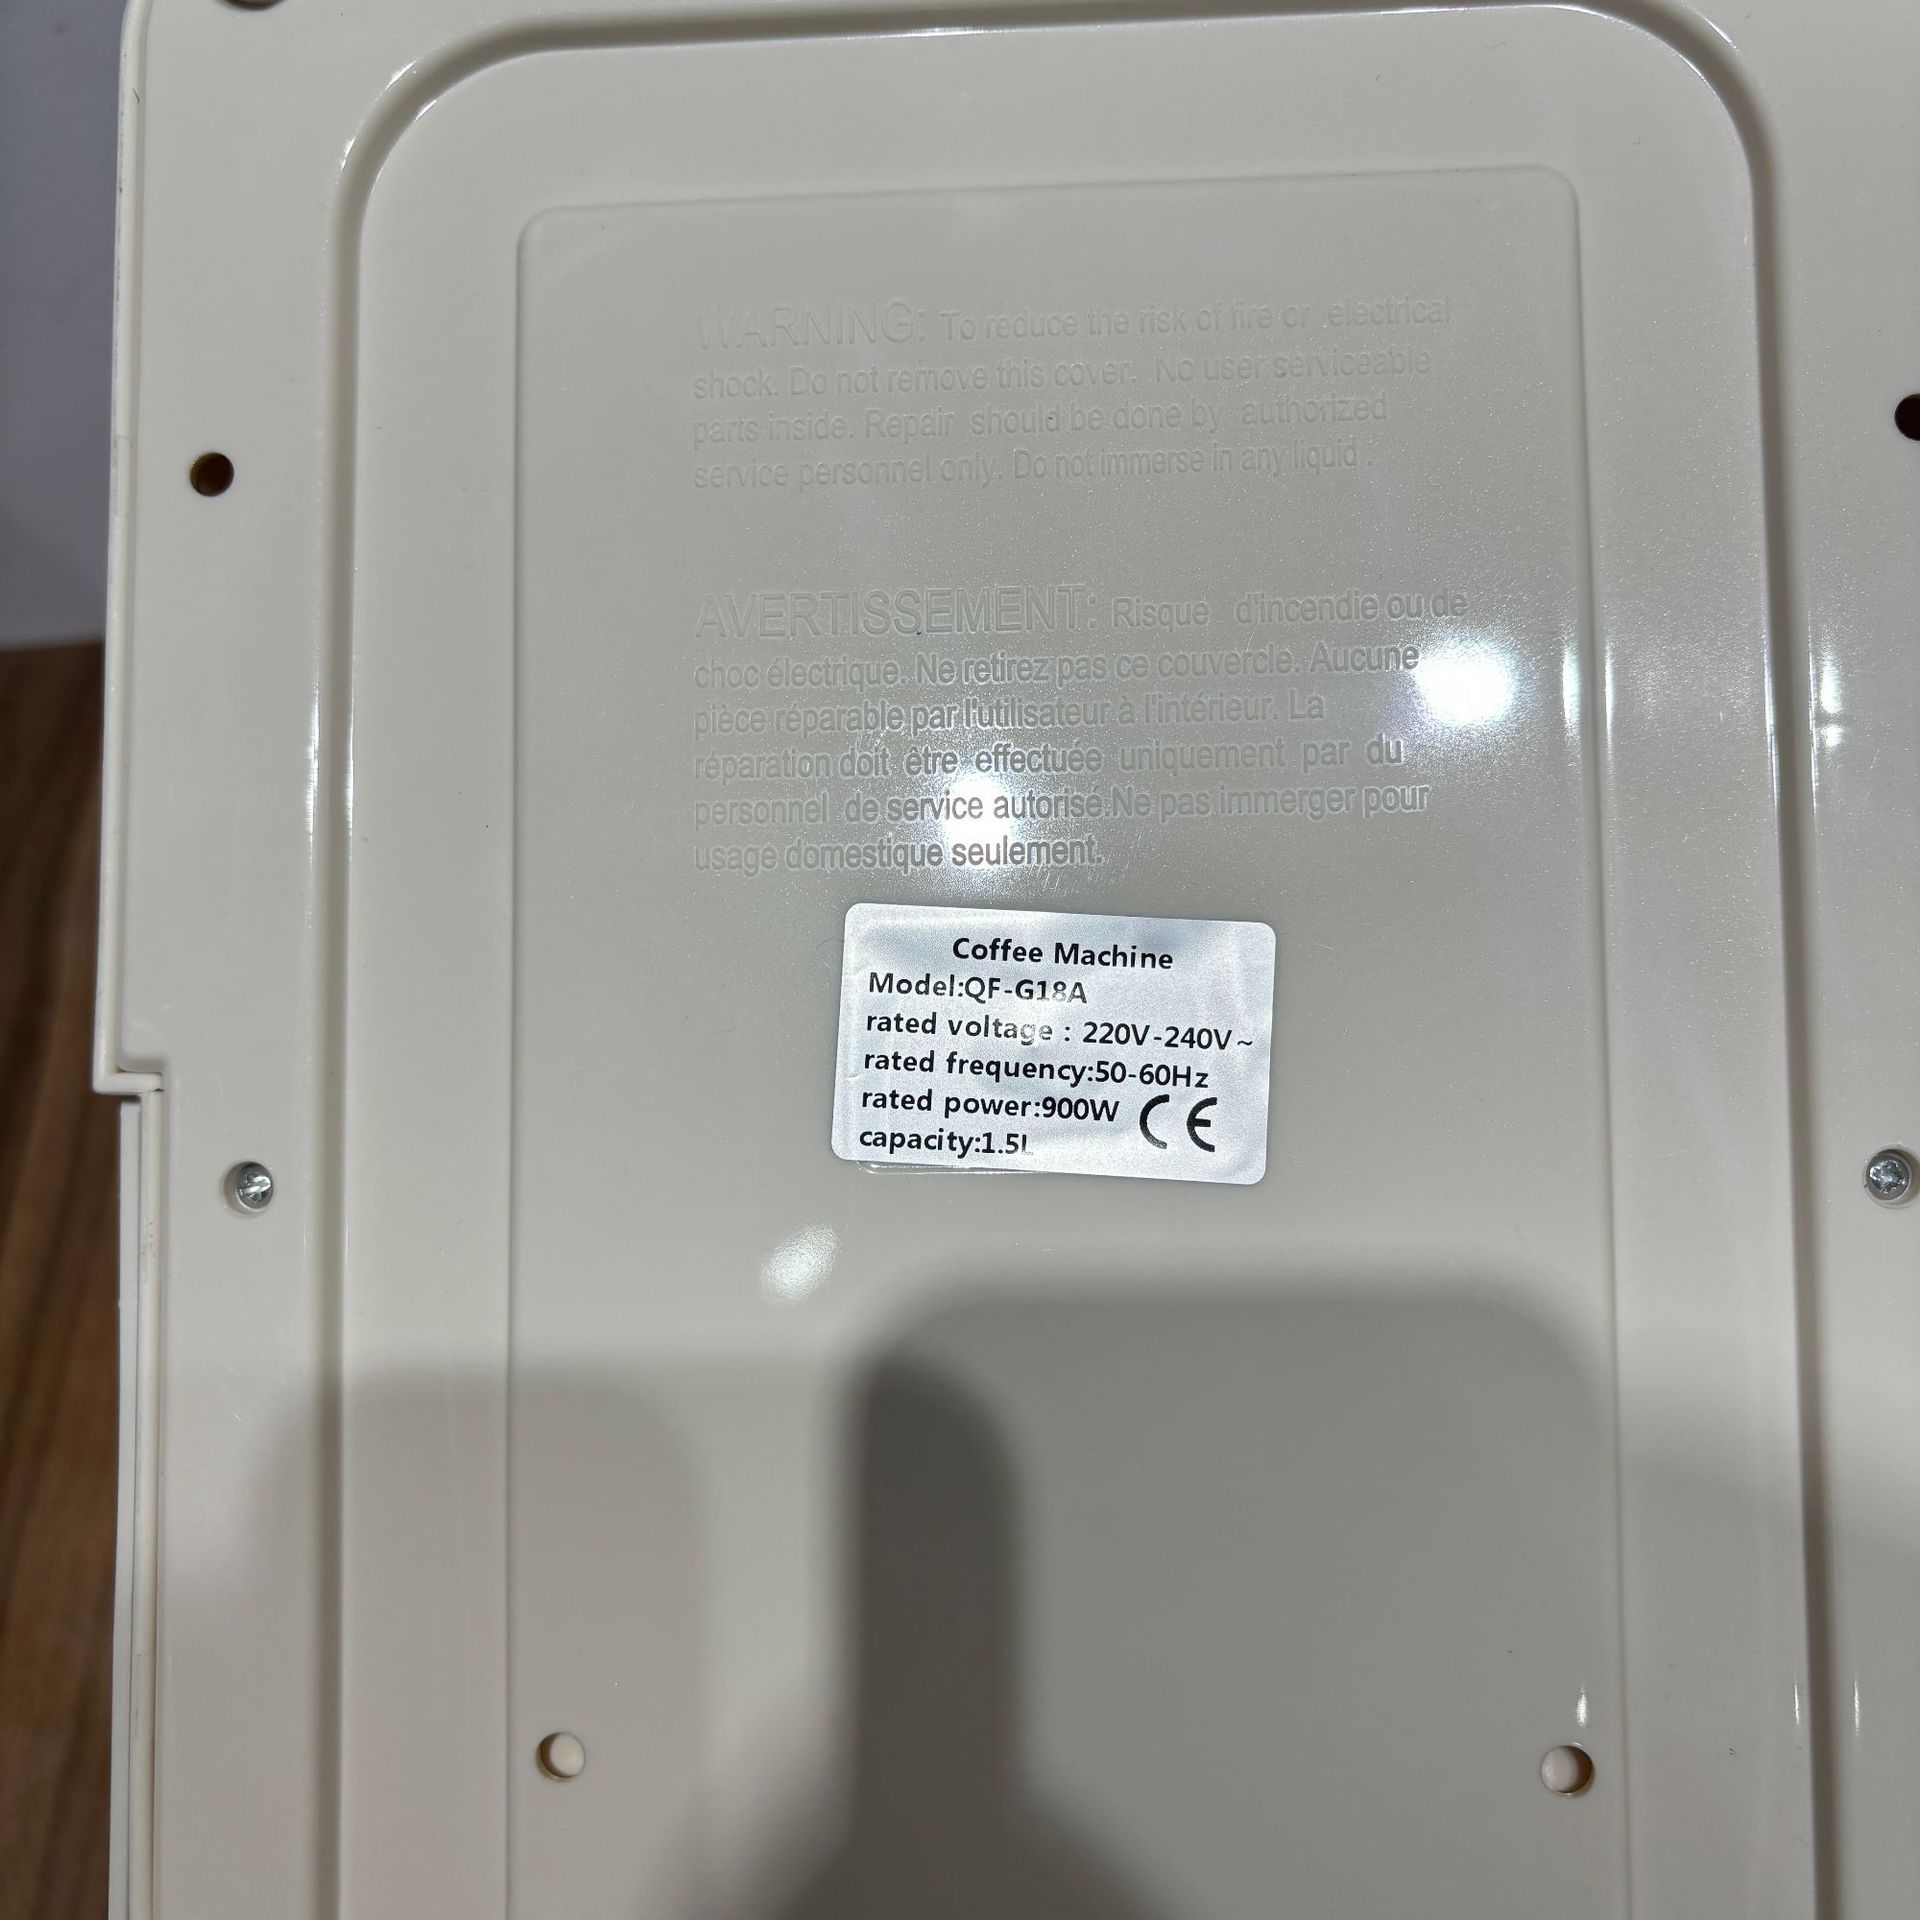 WARNING: To reduce the risk of fire or electrical
shock. Do not remove this cover. No user serviceable
parts inside. Repair should be done by authorized
service personnel only. Do not immerse in any liquid .
AVERTISSEMENT: Risque d'incendie ou de
choc électrique. Ne retirez pas ce couvercle. Aucune
pièce réparable par l'utilisateur à l'intérieur. La
réparation doit être effectuée uniquement par du
personnel de service autorisé.Ne pas immerger pour
usage domestique seulement.
Coffee Machine
Model:QF-G18A
rated voltage : 220V-240V~
rated frequency:50-60Hz
rated power:900W CE
capacity:1.5L